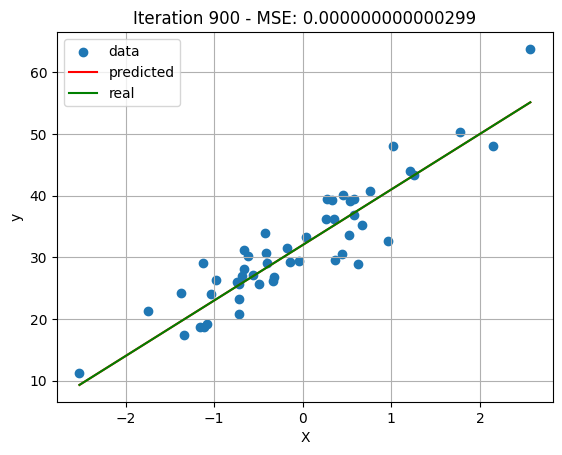 Iteration 900 - MSE: 0.000000000000299
data
predicted
real
y
60
50
40
30
20
10
−2
−1
0
1
2
X